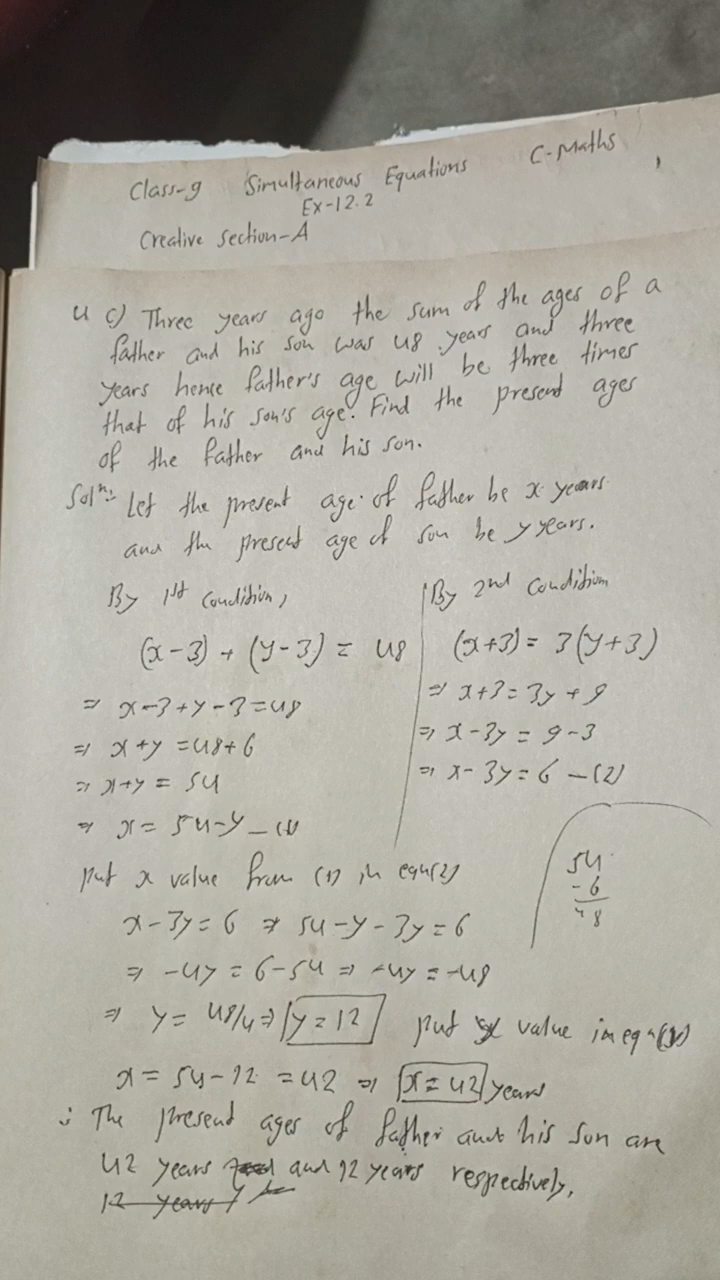 Class-9 Simultaneous Equations C-Maths
Ex-12.2
Creative Section-A
4 c) Three years ago the sum of the ages of a
father and his son was 48 years and three
years hence father's age will be three times
that of his son's age. Find the present ages
of the father and his son.
Solⁿ:- Let the present age of father be x years
and the present age of son be y years.
By 1st condition,
(x-3) + (y-3) = 48
⇒ x-3+y-3=48
⇒ x+y = 48+6
⇒ x+y = 54
⇒ x = 54-y — (1)
By 2nd condition
(x+3) = 3(y+3)
⇒ x+3 = 3y+9
⇒ x-3y = 9-3
⇒ x-3y = 6 — (2)
54
-6
48
put x value from (1) in eqn(2)
x-3y = 6 ⇒ 54-y-3y = 6
⇒ -4y = 6-54 ⇒ -4y = -48
⇒ y = 48/4 ⇒ y = 12 put y value in eqn(1)
x = 54-12 = 42 ⇒ x = 42 years
∴ The present ages of father and his son are
42 years and 12 years respectively.
12 years